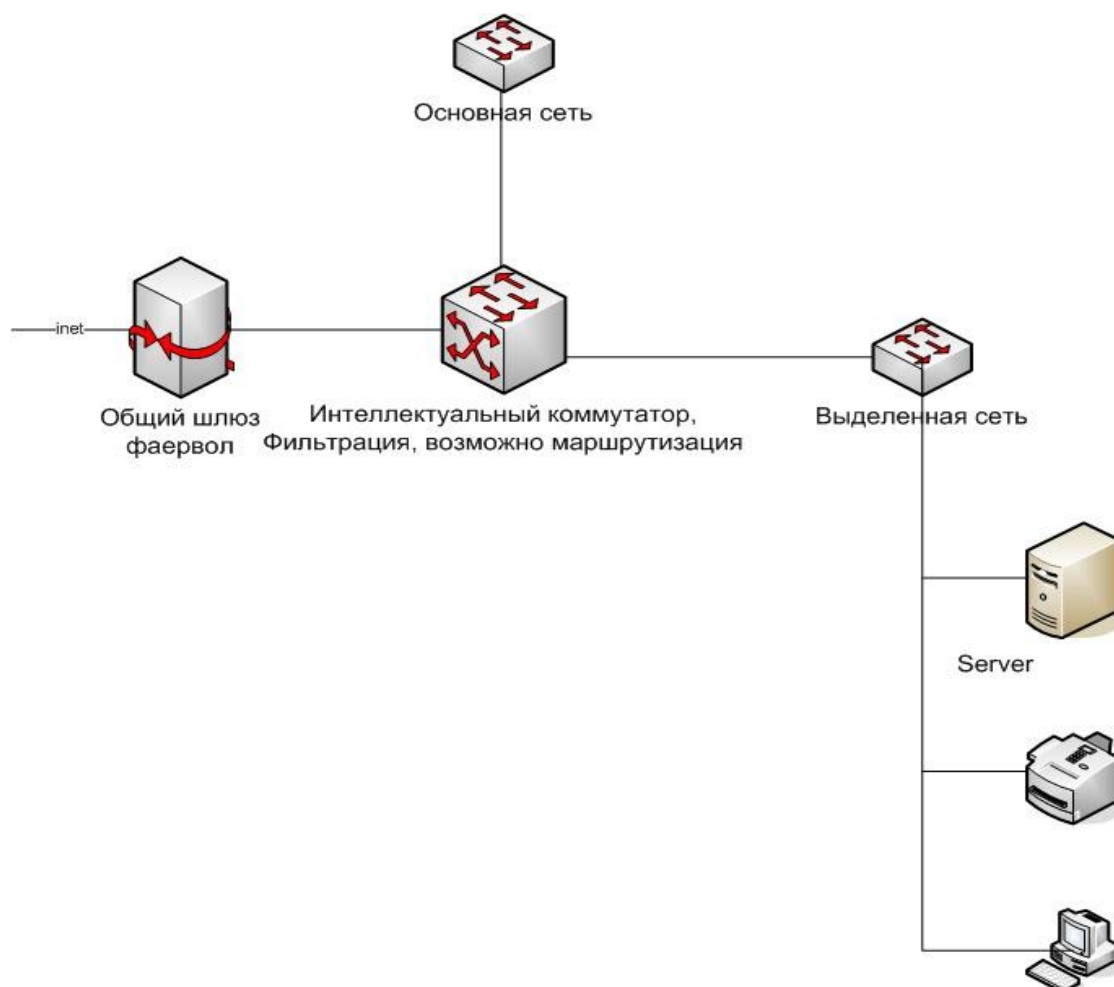 Основная сеть
inet
Общий шлюз
фаервол
Интеллектуальный коммутатор,
Фильтрация, возможно маршрутизация
Выделенная сеть
Server